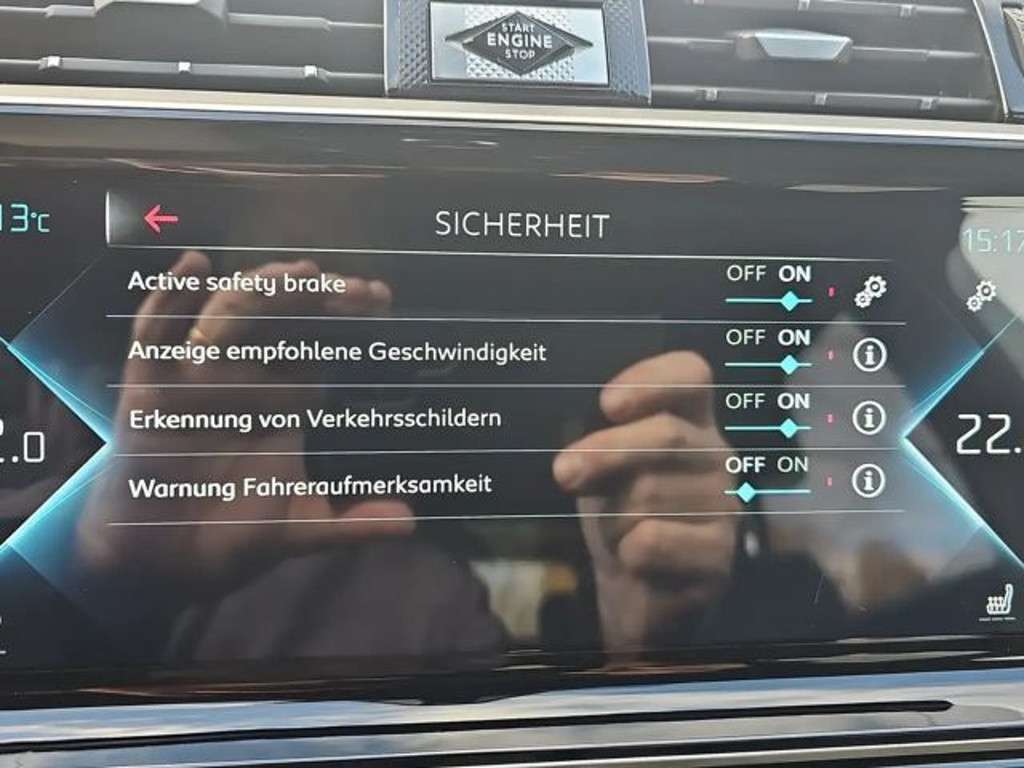 START
ENGINE
STOP
13°C
SICHERHEIT
15:17
Active safety brake OFF ON
Anzeige empfohlene Geschwindigkeit OFF ON
Erkennung von Verkehrsschildern OFF ON
.0
22.
Warnung Fahreraufmerksamkeit OFF ON